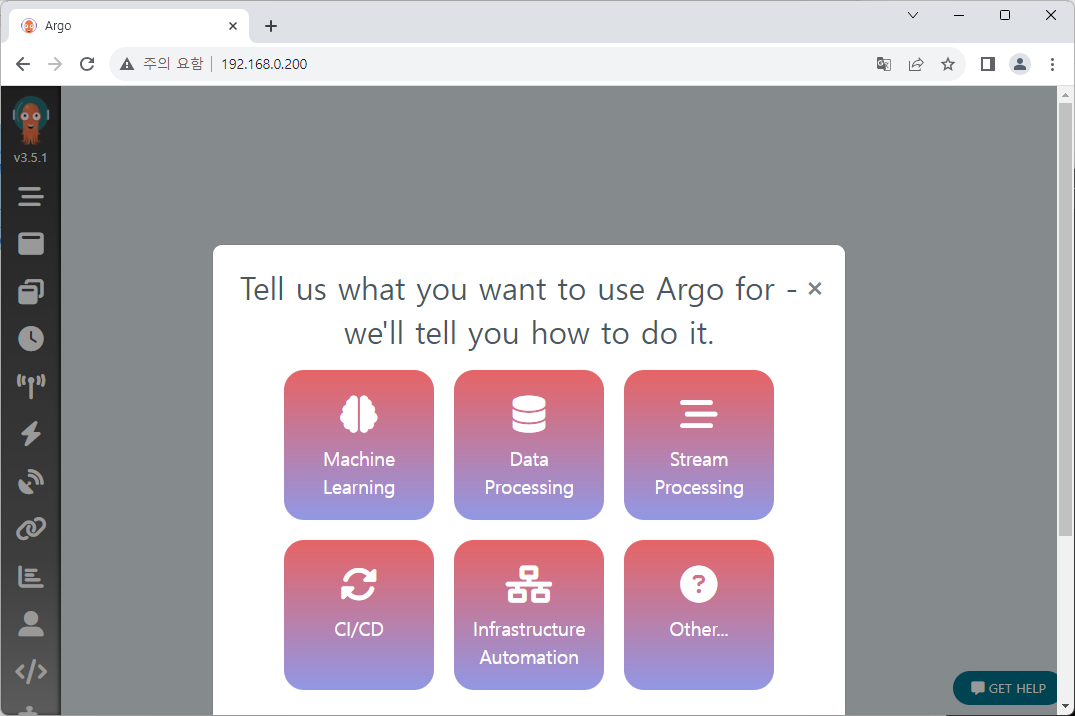 Argo
주의 요함
192.168.0.200
v3.5.1
Tell us what you want to use Argo for -
we'll tell you how to do it.
Machine
Learning
Data
Processing
Stream
Processing
CI/CD
Infrastructure
Automation
Other...
GET HELP